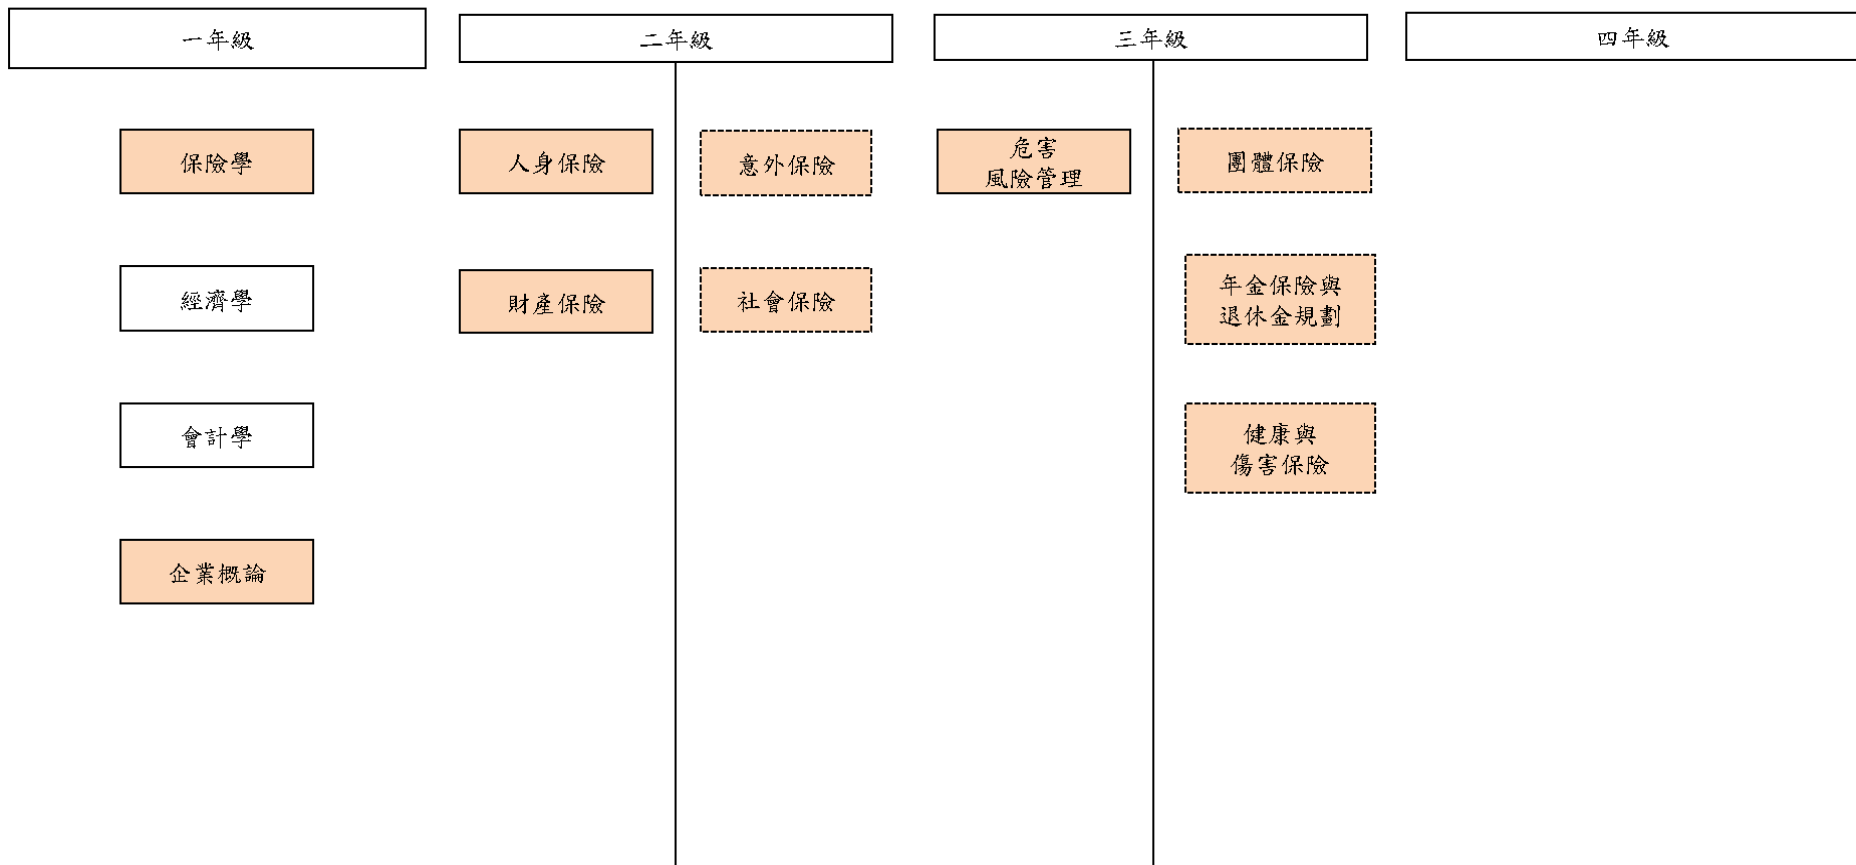 一年級
二年級
三年級
四年級
保險學
人身保險
意外保險
危害
風險管理
團體保險
經濟學
財產保險
社會保險
年金保險與
退休金規劃
會計學
健康與
傷害保險
企業概論